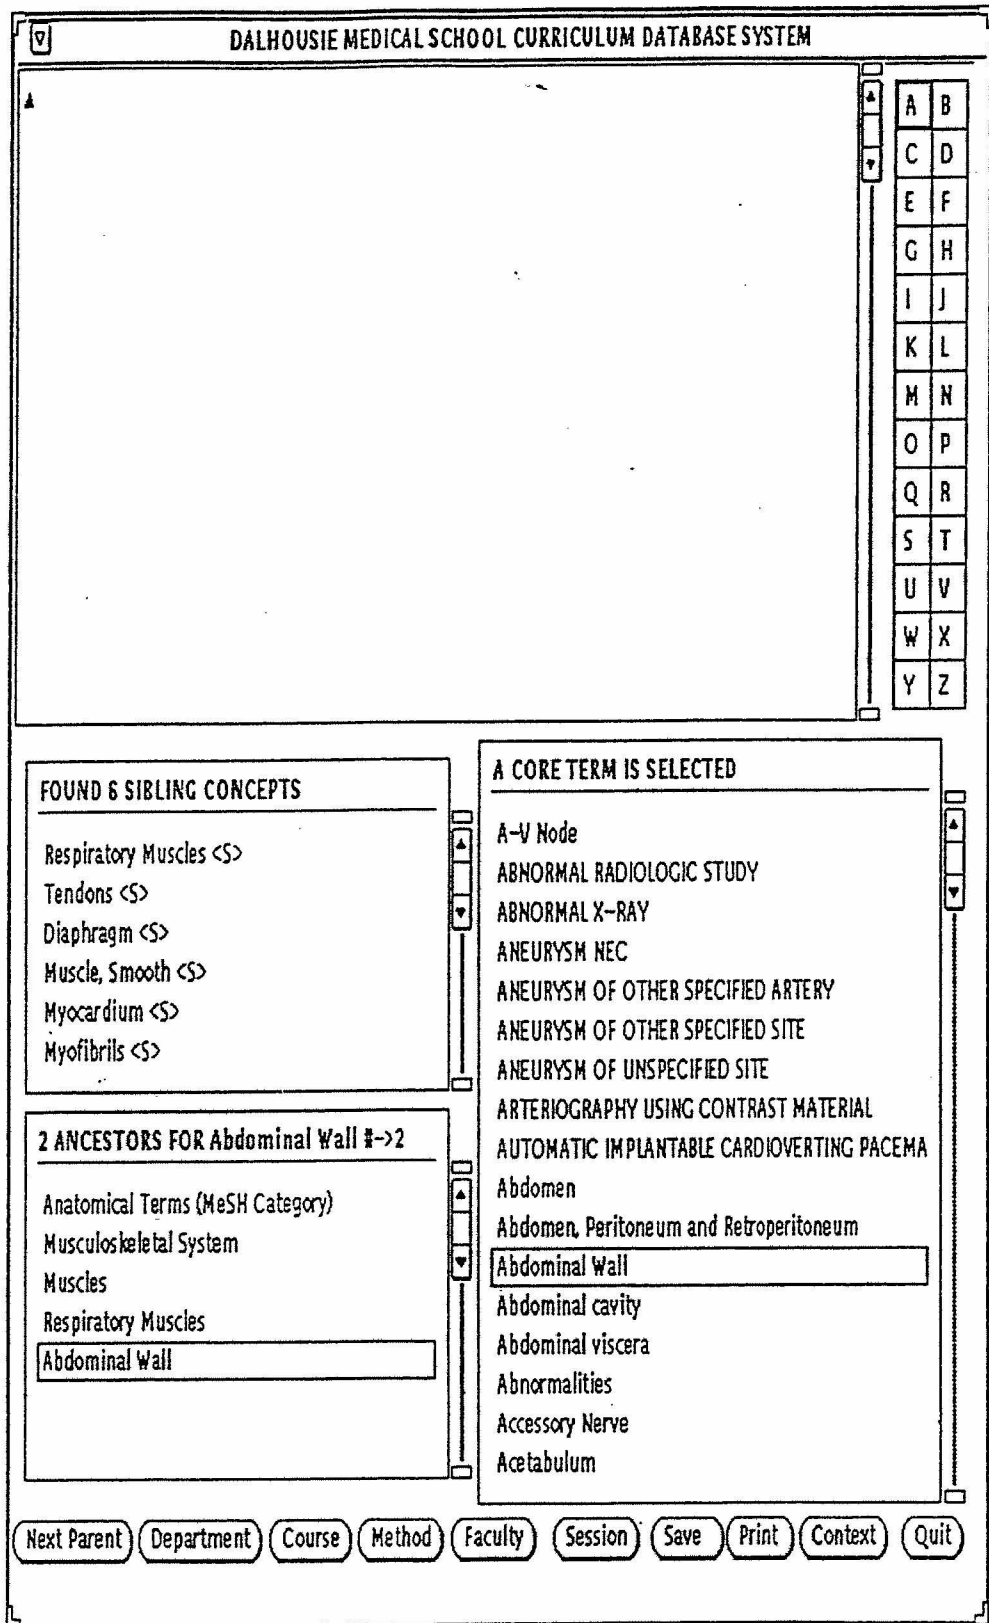 DALHOUSIE MEDICAL SCHOOL CURRICULUM DATABASE SYSTEM
A B
C D
E F
G H
I J
K L
M N
O P
Q R
S T
U V
W X
Y Z
FOUND 6 SIBLING CONCEPTS
Respiratory Muscles <S>
Tendons <S>
Diaphragm <S>
Muscle, Smooth <S>
Myocardium <S>
Myofibrils <S>
2 ANCESTORS FOR Abdominal Wall #->2
Anatomical Terms (MeSH Category)
Musculoskeletal System
Muscles
Respiratory Muscles
Abdominal Wall
A CORE TERM IS SELECTED
A-V Node
ABNORMAL RADIOLOGIC STUDY
ABNORMAL X-RAY
ANEURYSM NEC
ANEURYSM OF OTHER SPECIFIED ARTERY
ANEURYSM OF OTHER SPECIFIED SITE
ANEURYSM OF UNSPECIFIED SITE
ARTERIOGRAPHY USING CONTRAST MATERIAL
AUTOMATIC IMPLANTABLE CARDIOVERTING PACEMA
Abdomen
Abdomen, Peritoneum and Retroperitoneum
Abdominal Wall
Abdominal cavity
Abdominal viscera
Abnormalities
Accessory Nerve
Acetabulum
Next Parent Department Course Method Faculty Session Save Print Context Quit